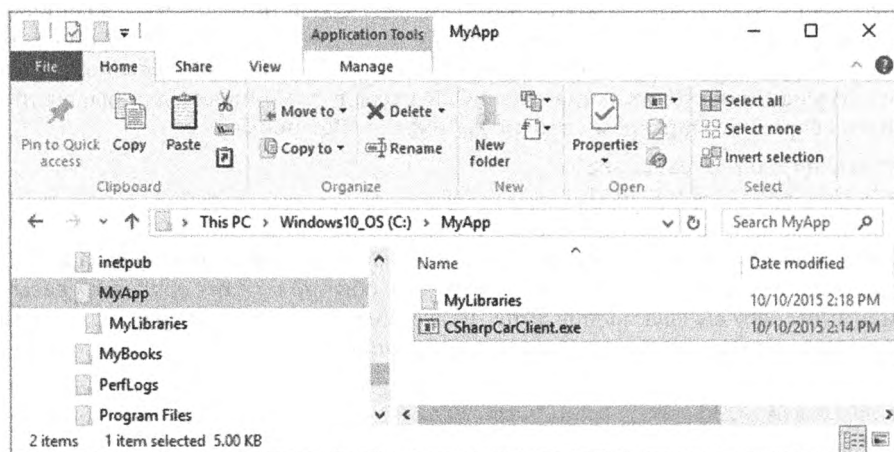 Application Tools MyApp
File Home Share View Manage
Pin to Quick access
Copy
Paste
Clipboard
Move to
Copy to
Delete
Rename
Organize
New folder
New
Properties
Open
Select all
Select none
Invert selection
Select
This PC > Windows10_OS (C:) > MyApp
Search MyApp
inetpub
MyApp
MyLibraries
MyBooks
PerfLogs
Program Files
Name Date modified
MyLibraries 10/10/2015 2:18 PM
CSharpCarClient.exe 10/10/2015 2:14 PM
2 items 1 item selected 5.00 KB